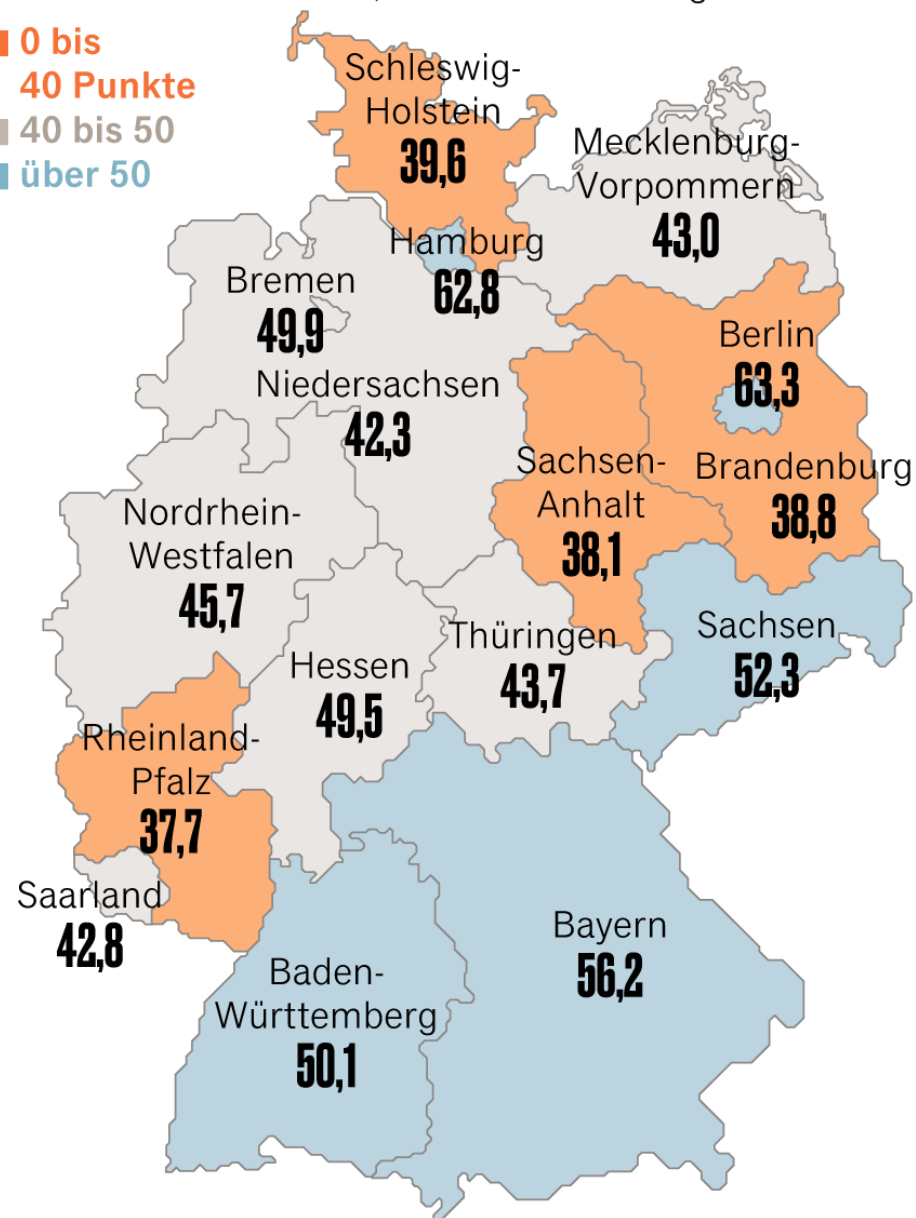 0 bis
40 Punkte
40 bis 50
über 50
Schleswig-
Holstein
39,6
Mecklenburg-
Vorpommern
43,0
Hamburg
62,8
Bremen
49,9
Berlin
63,3
Niedersachsen
42,3
Sachsen-
Anhalt
38,1
Brandenburg
38,8
Nordrhein-
Westfalen
45,7
Thüringen
43,7
Sachsen
52,3
Hessen
49,5
Rheinland-
Pfalz
37,7
Saarland
42,8
Bayern
56,2
Baden-
Württemberg
50,1